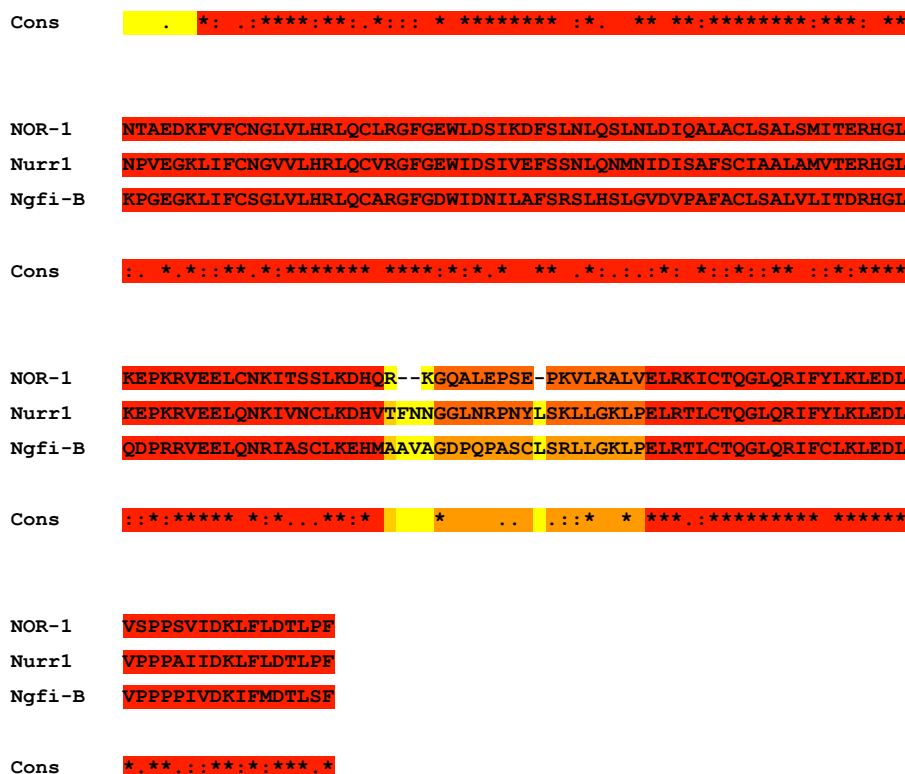 Cons . *: .:****:**:.*::: * ******** :*. ** **:********:***: **
NOR-1 NTAEDKFVFCNGLVLHRLQCLRGFGEWLDSIKDFSLNLQSLNLDIQALACLSALSMITERHGL
Nurr1 NPVEGKLIFCNGVVLHRLQCVRGFGEWIDSIVEFSSNLQNMNIDISAFSCIAALAMVTERHGL
Ngfi-B KPGEGKLIFCSGLVLHRLQCARGFGDWIDNILAFSRSLHSLGVDVPAFACLSALVLITDRHGL
Cons :. *.*::**.*:******* ****:*:*.* ** .*:.:.:*: *::*::** ::*:****
NOR-1 KEPKRVEELCNKITSSLKDHQR--KGQALEPSE-PKVLRALVELRKICTQGLQRIFYLKLEDL
Nurr1 KEPKRVEELQNKIVNCLKDHVTFNNGGLNRPNYLSKLLGKLPELRTLCTQGLQRIFYLKLEDL
Ngfi-B QDPRRVEELQNRIASCLKEHMAAVAGDPQPASCLSRLLGKLPELRTLCTQGLQRIFCLKLEDL
Cons ::*:***** *:*...**:* * .. .::* * ***.:********* ******
NOR-1 VSPPSVIDKLFLDTLPF
Nurr1 VPPPAIIDKLFLDTLPF
Ngfi-B VPPPPIVDKIFMDTLSF
Cons *.**.::**:*:***.*